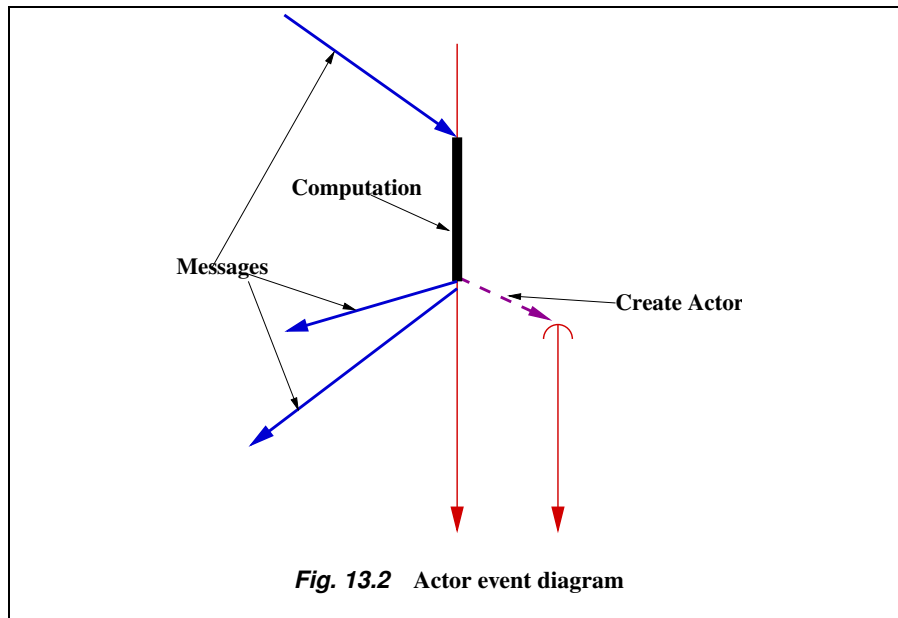 Computation
Messages
Create Actor
Fig. 13.2 Actor event diagram